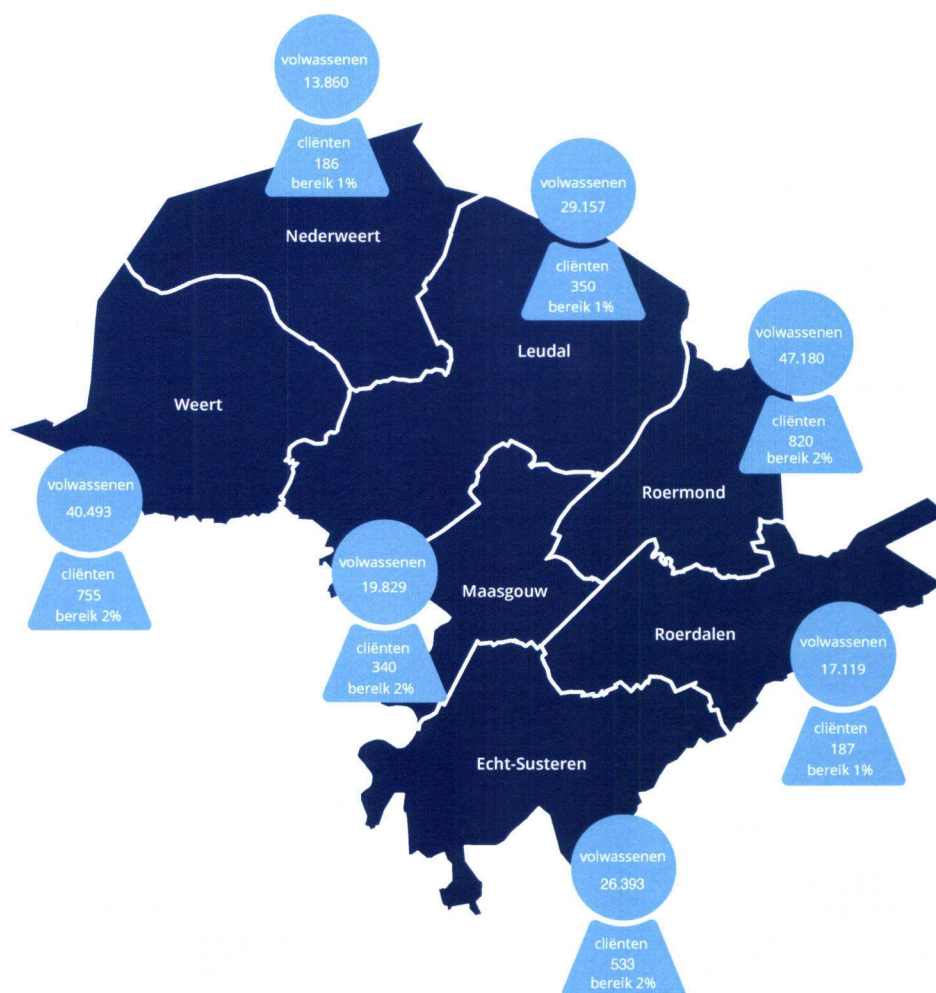 volwassenen
13.860
cliënten
186
bereik 1%
Nederweert
volwassenen
29.157
cliënten
350
bereik 1%
Leudal
volwassenen
47.180
cliënten
820
bereik 2%
Weert
volwassenen
40.493
cliënten
755
bereik 2%
Roermond
volwassenen
19.829
cliënten
340
bereik 2%
Maasgouw
Roerdalen
volwassenen
17.119
cliënten
187
bereik 1%
Echt-Susteren
volwassenen
26.393
cliënten
533
bereik 2%